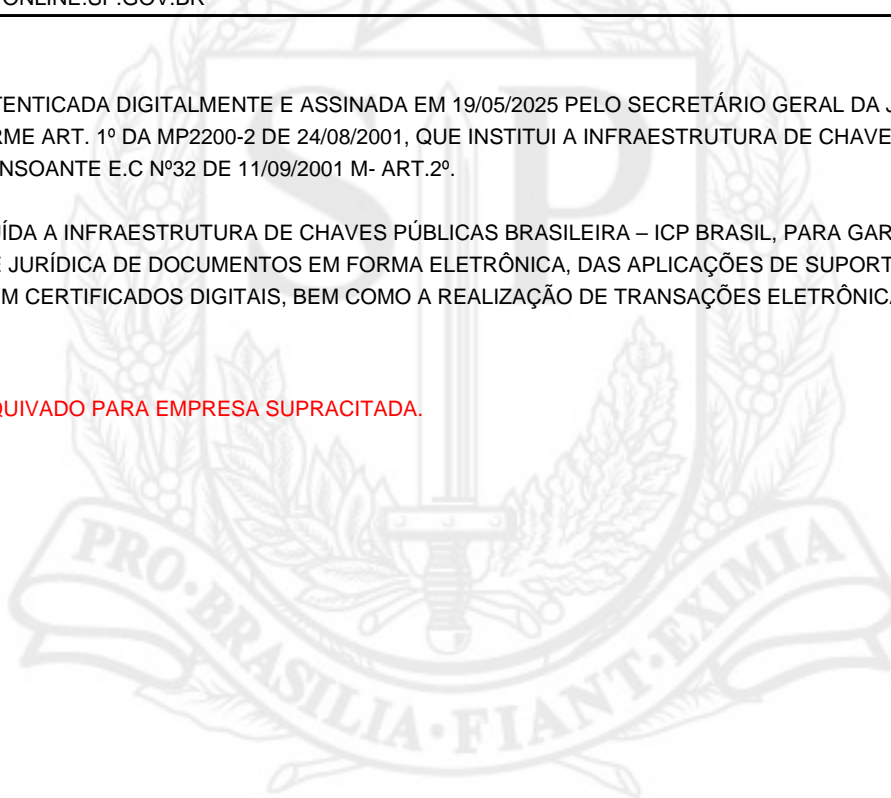 ONLINE.SP.GOV.BR
TENTICADA DIGITALMENTE E ASSINADA EM 19/05/2025 PELO SECRETÁRIO GERAL DA J
RME ART. 1º DA MP2200-2 DE 24/08/2001, QUE INSTITUI A INFRAESTRUTURA DE CHAVE
NSOANTE E.C Nº32 DE 11/09/2001 M- ART.2º.
ÍDA A INFRAESTRUTURA DE CHAVES PÚBLICAS BRASILEIRA – ICP BRASIL, PARA GAR
E JURÍDICA DE DOCUMENTOS EM FORMA ELETRÔNICA, DAS APLICAÇÕES DE SUPORT
M CERTIFICADOS DIGITAIS, BEM COMO A REALIZAÇÃO DE TRANSAÇÕES ELETRÔNICA
QUIVADO PARA EMPRESA SUPRACITADA.
SP
PRO·BRASILIA·FIANT·EXIMIA